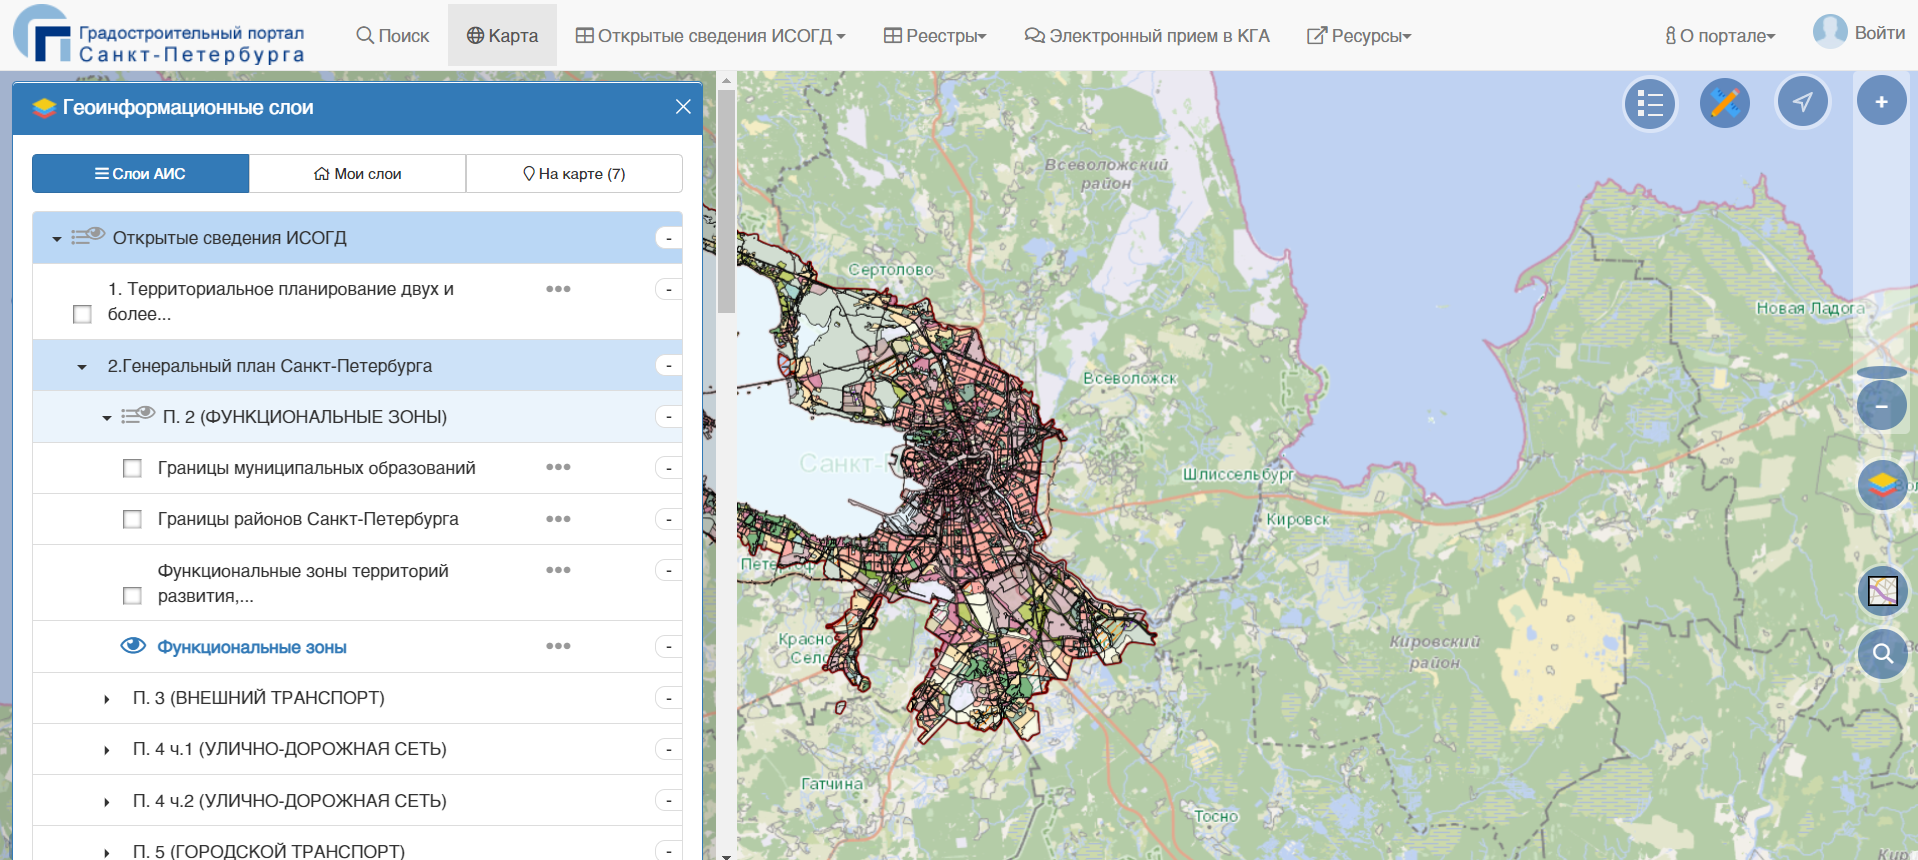 Градостроительный портал
Санкт-Петербурга
Поиск
Карта
Открытые сведения ИСОГД
Реестры
Электронный прием в КГА
Ресурсы
О портале
Войти
Геоинформационные слои
Слои АИС
Мои слои
На карте (7)
Открытые сведения ИСОГД
1. Территориальное планирование двух и
более...
2.Генеральный план Санкт-Петербурга
П. 2 (ФУНКЦИОНАЛЬНЫЕ ЗОНЫ)
Границы муниципальных образований
Границы районов Санкт-Петербурга
Функциональные зоны территорий
развития,...
Функциональные зоны
П. 3 (ВНЕШНИЙ ТРАНСПОРТ)
П. 4 ч.1 (УЛИЧНО-ДОРОЖНАЯ СЕТЬ)
П. 4 ч.2 (УЛИЧНО-ДОРОЖНАЯ СЕТЬ)
П. 5 (ГОРОДСКОЙ ТРАНСПОРТ)
Всеволожский
район
Сертолово
Новая Ладога
Всеволожск
Санкт-
Шлиссельбург
Кировск
Петергоф
Красно
Село
Кировский
район
Гатчина
Тосно